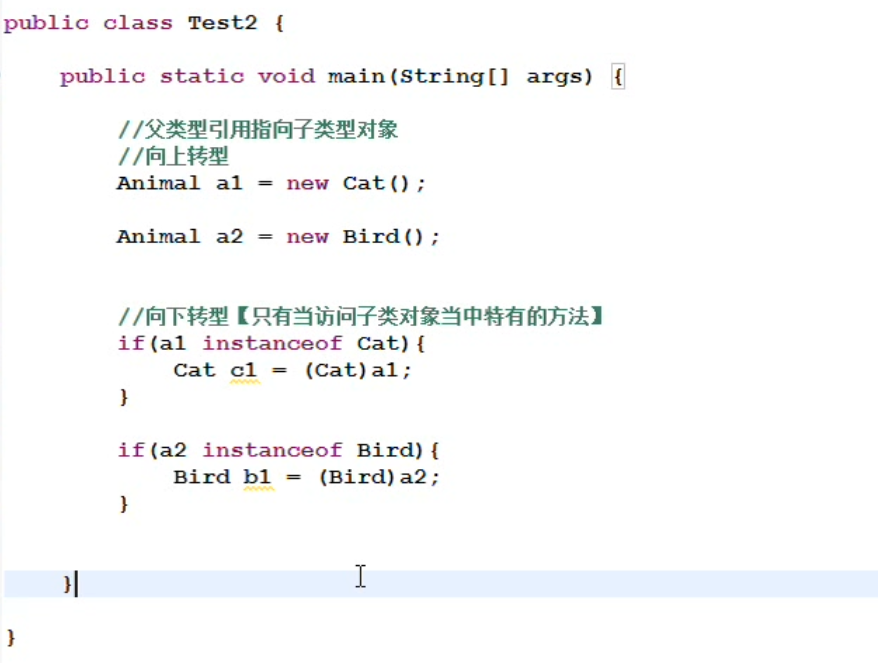 public class Test2 {
public static void main(String[] args) {
//父类型引用指向子类型对象
//向上转型
Animal a1 = new Cat();
Animal a2 = new Bird();
//向下转型【只有当访问子类对象当中特有的方法】
if(a1 instanceof Cat){
Cat c1 = (Cat)a1;
}
if(a2 instanceof Bird){
Bird b1 = (Bird)a2;
}
}
}